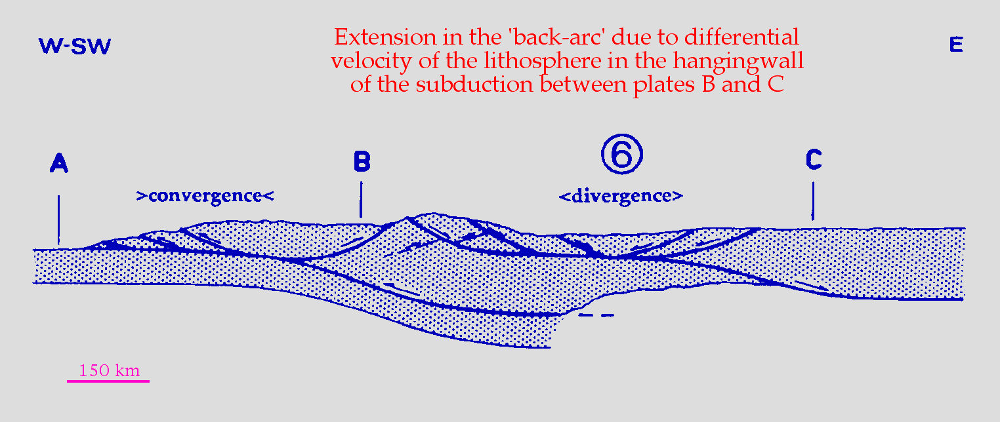 W-SW
Extension in the 'back-arc' due to differential
velocity of the lithosphere in the hangingwall
of the subduction between plates B and C
E
A
B
6
C
>convergence<
<divergence>
150 km